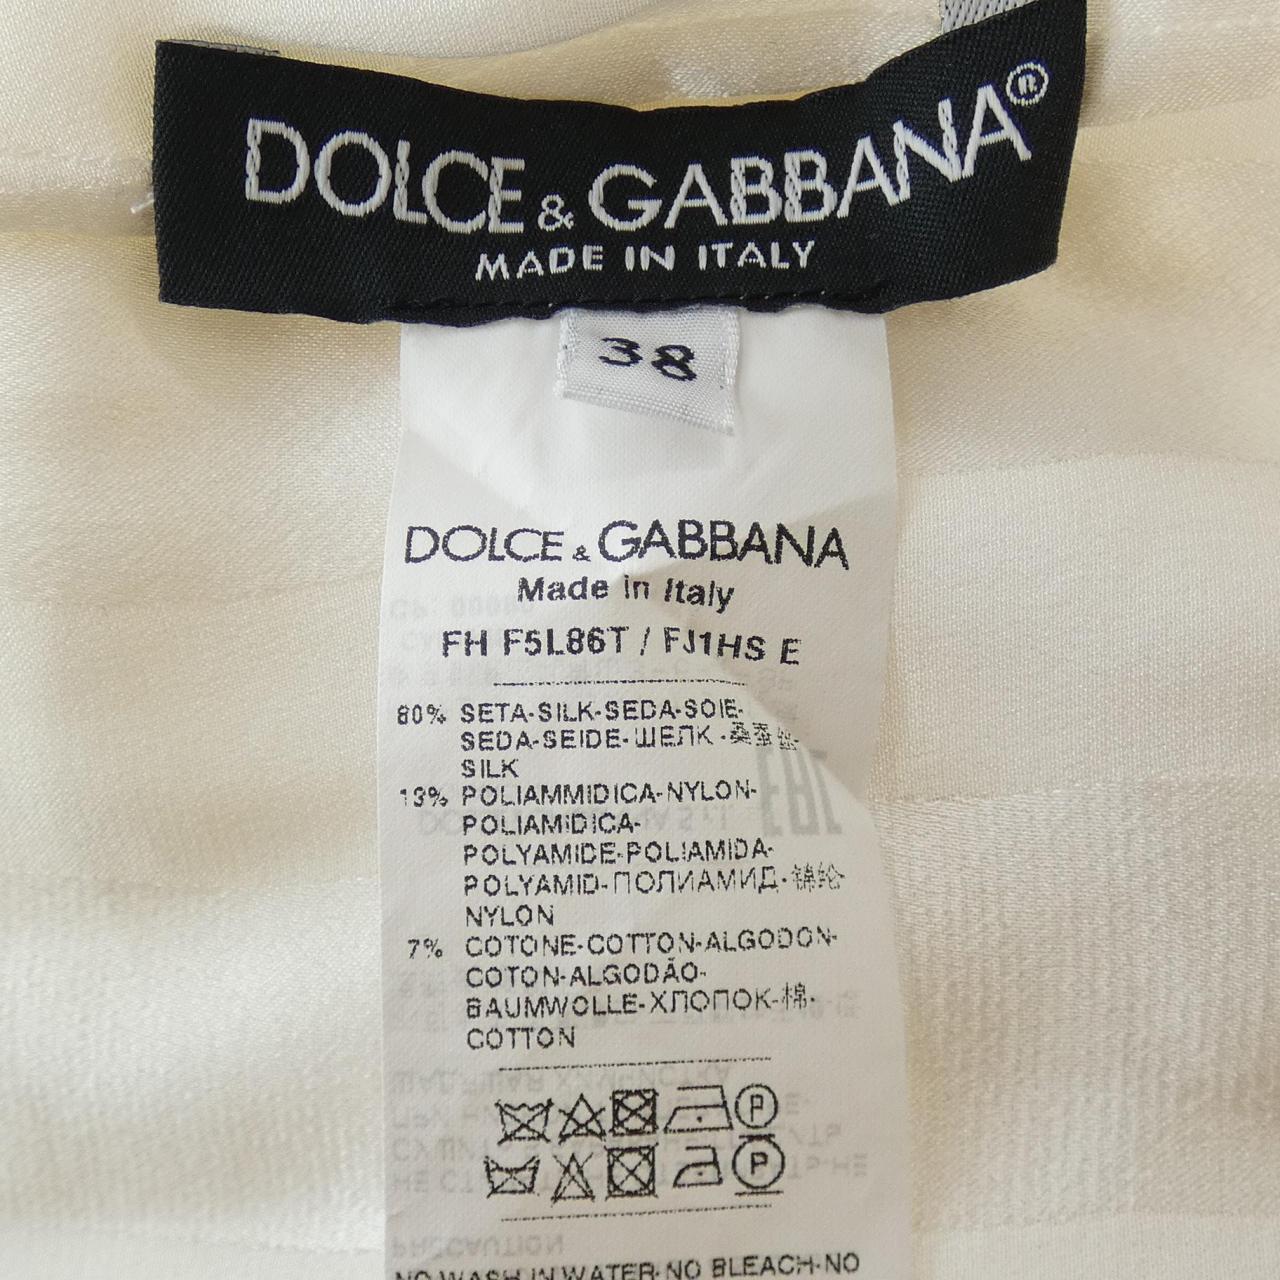 DOLCE & GABBANA®
MADE IN ITALY
38
DOLCE & GABBANA
Made in Italy
FH F5L86T / FJ1HS E
80% SETA-SILK-SEDA-SOIE-
SEDA-SEIDE-ШЕЛК-桑蚕丝-
SILK
13% POLIAMMIDICA-NYLON-
POLIAMIDICA-
POLYAMIDE-POLIAMIDA-
POLYAMID-ПОЛИАМИД-锦纶-
NYLON
7% COTONE-COTTON-ALGODON-
COTON-ALGODÃO-
BAUMWOLLE-ХЛОПОК-棉-
COTTON
P
P
NO WASH IN WATER-NO BLEACH-NO